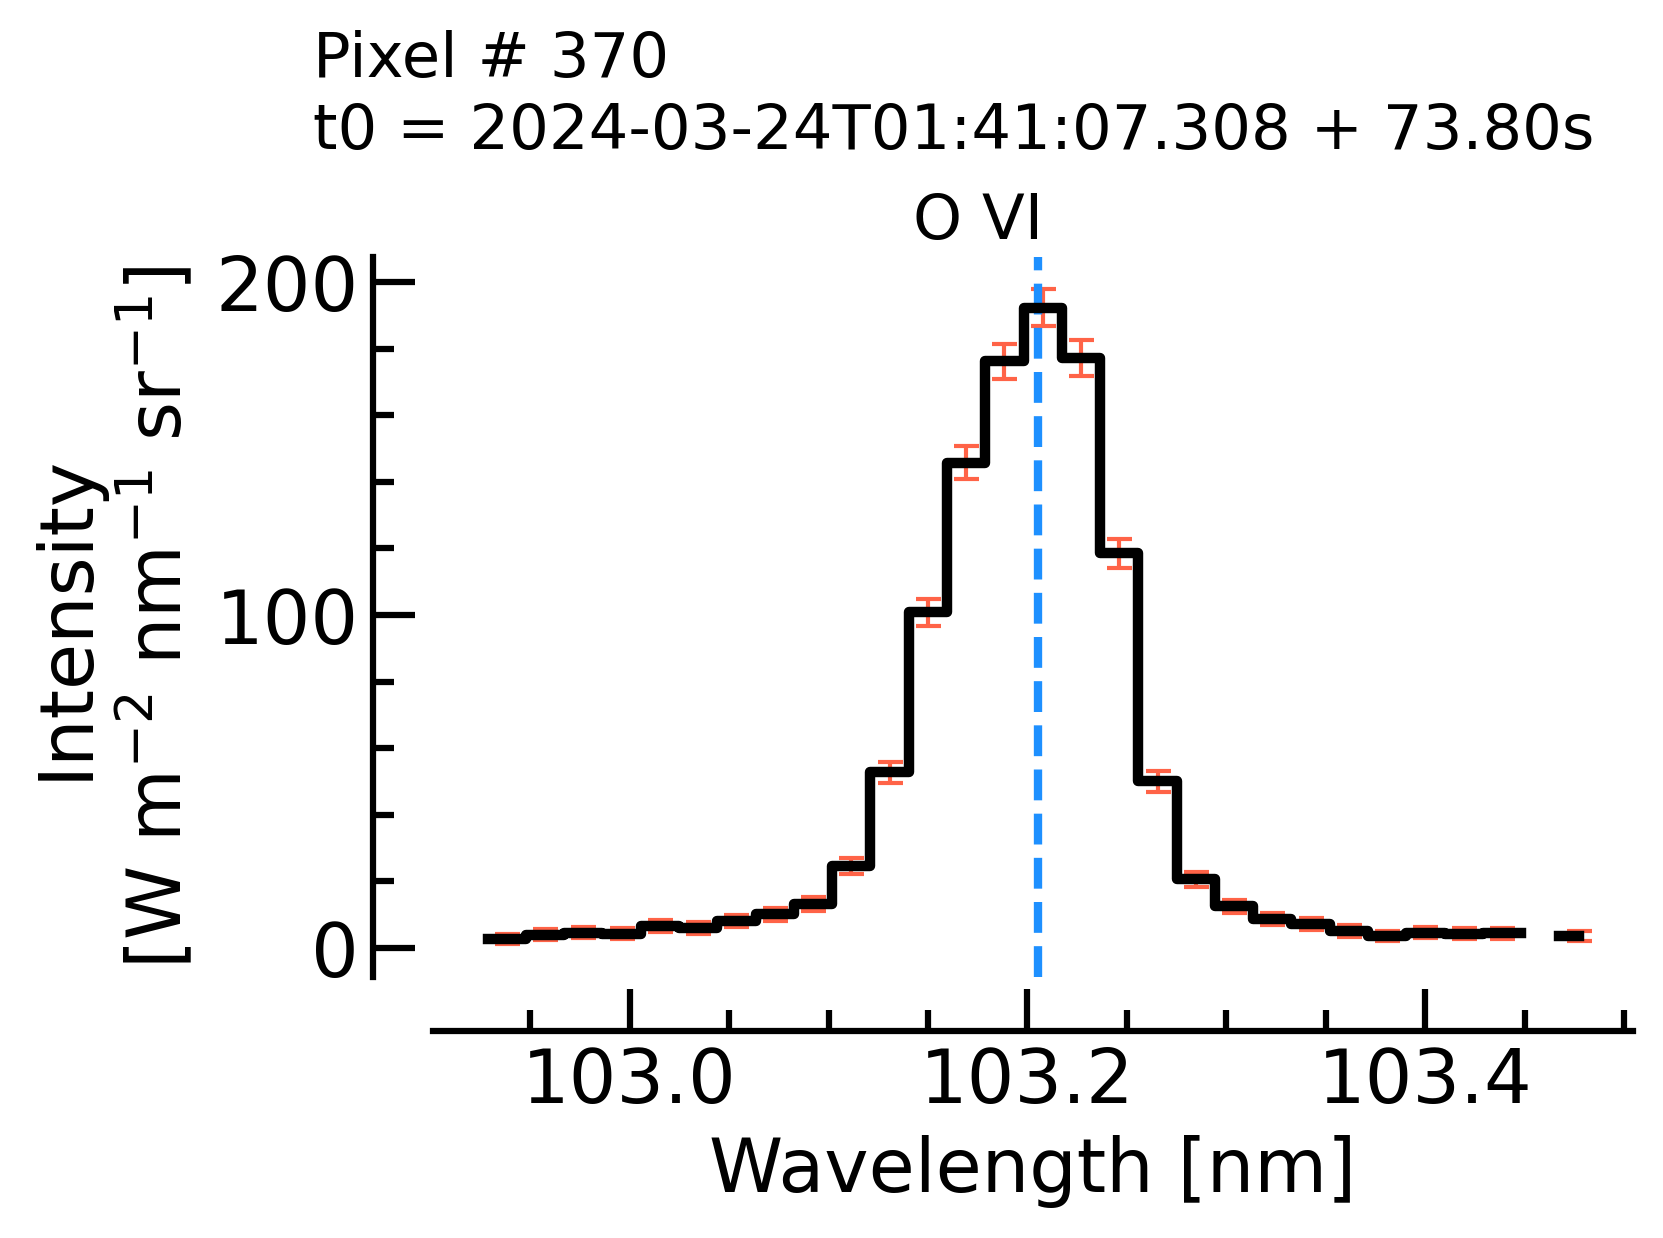 Pixel # 370
t0 = 2024-03-24T01:41:07.308 + 73.80s
O VI
200
100
0
Intensity
[W m⁻² nm⁻¹ sr⁻¹]
103.0 103.2 103.4
Wavelength [nm]